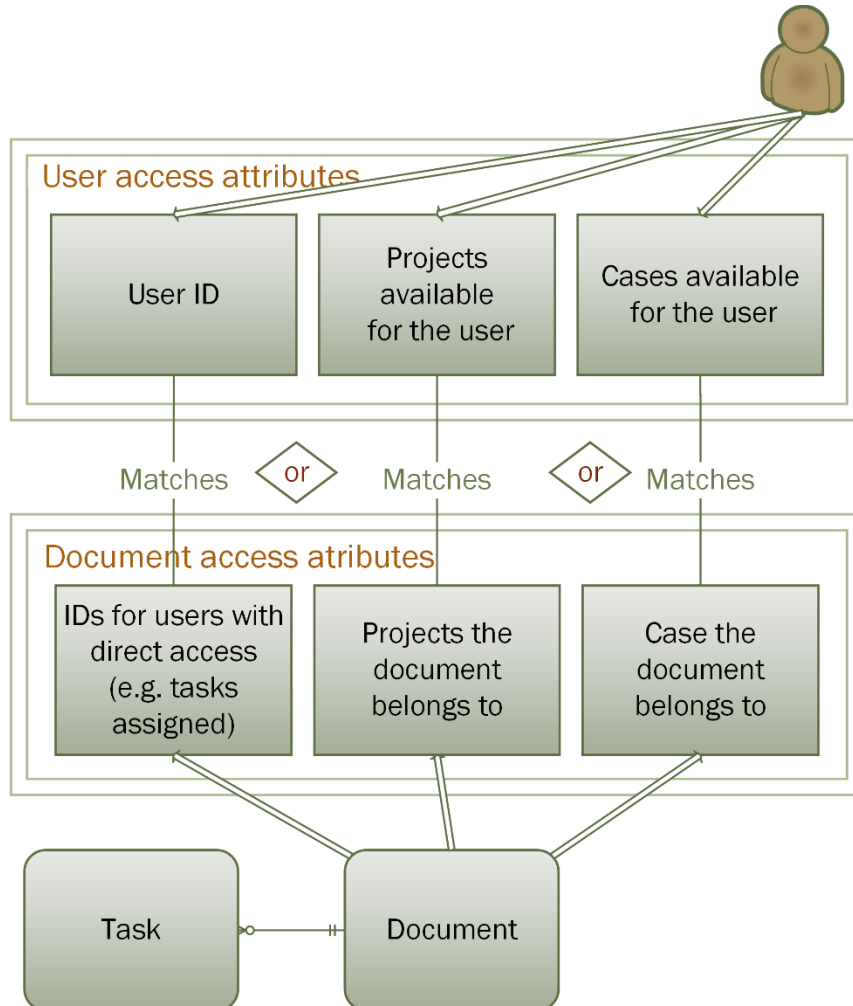 User access attributes
User ID
Projects
available
for the user
Cases available
for the user
Matches
or
Matches
or
Matches
Document access atributes
IDs for users with
direct access
(e.g. tasks
assigned)
Projects the
document
belongs to
Case the
document
belongs to
Task
Document